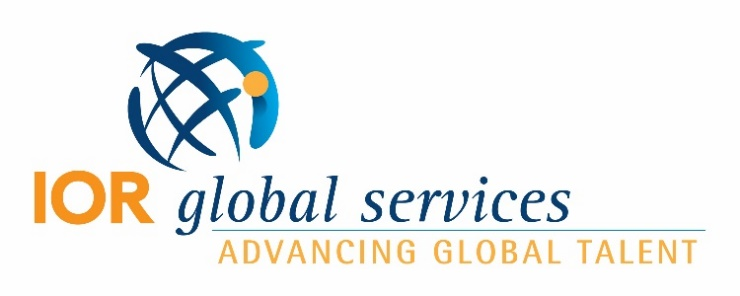 IOR global services
ADVANCING GLOBAL TALENT